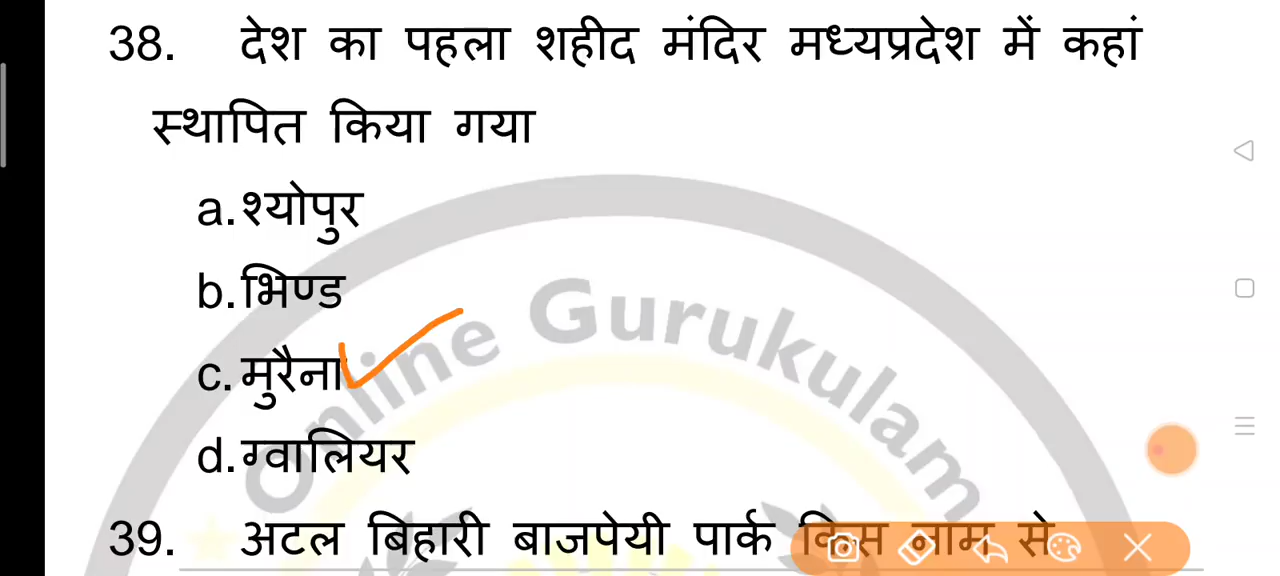 38. देश का पहला शहीद मंदिर मध्यप्रदेश में कहां
स्थापित किया गया
a.श्योपुर
b.भिण्ड
c.मुरैना
d.ग्वालियर
Online Gurukulam
39. अटल बिहारी बाजपेयी पार्क किस नाम से